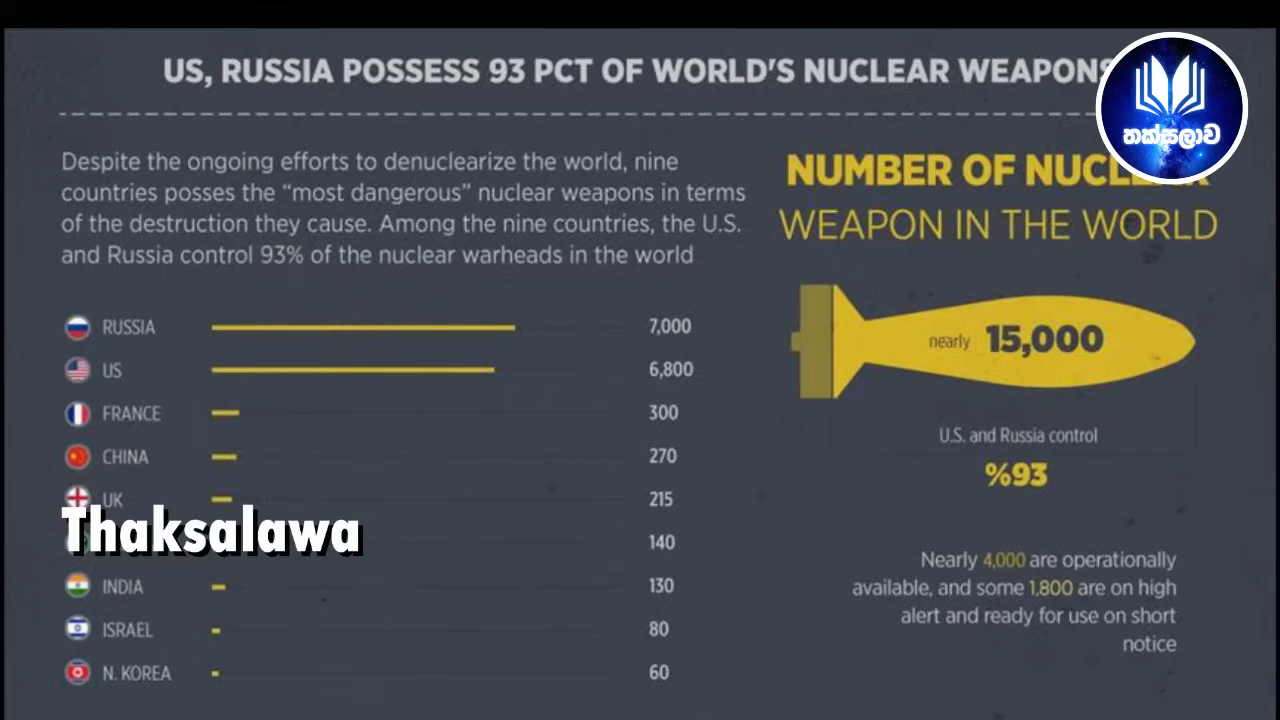 US, RUSSIA POSSESS 93 PCT OF WORLD'S NUCLEAR WEAPONS
තක්සලාව
Despite the ongoing efforts to denuclearize the world, nine
countries posses the “most dangerous” nuclear weapons in terms
of the destruction they cause. Among the nine countries, the U.S.
and Russia control 93% of the nuclear warheads in the world
NUMBER OF NUCLEAR
WEAPON IN THE WORLD
RUSSIA 7,000
US 6,800
FRANCE 300
CHINA 270
UK 215
Thaksalawa
140
INDIA 130
ISRAEL 80
N. KOREA 60
nearly 15,000
U.S. and Russia control
%93
Nearly 4,000 are operationally
available, and some 1,800 are on high
alert and ready for use on short
notice